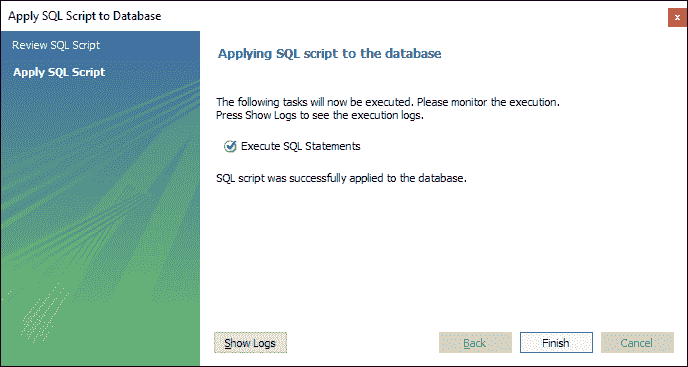 Apply SQL Script to Database
x
Review SQL Script
Apply SQL Script
Applying SQL script to the database
The following tasks will now be executed. Please monitor the execution.
Press Show Logs to see the execution logs.
Execute SQL Statements
SQL script was successfully applied to the database.
Show Logs
Back
Finish
Cancel